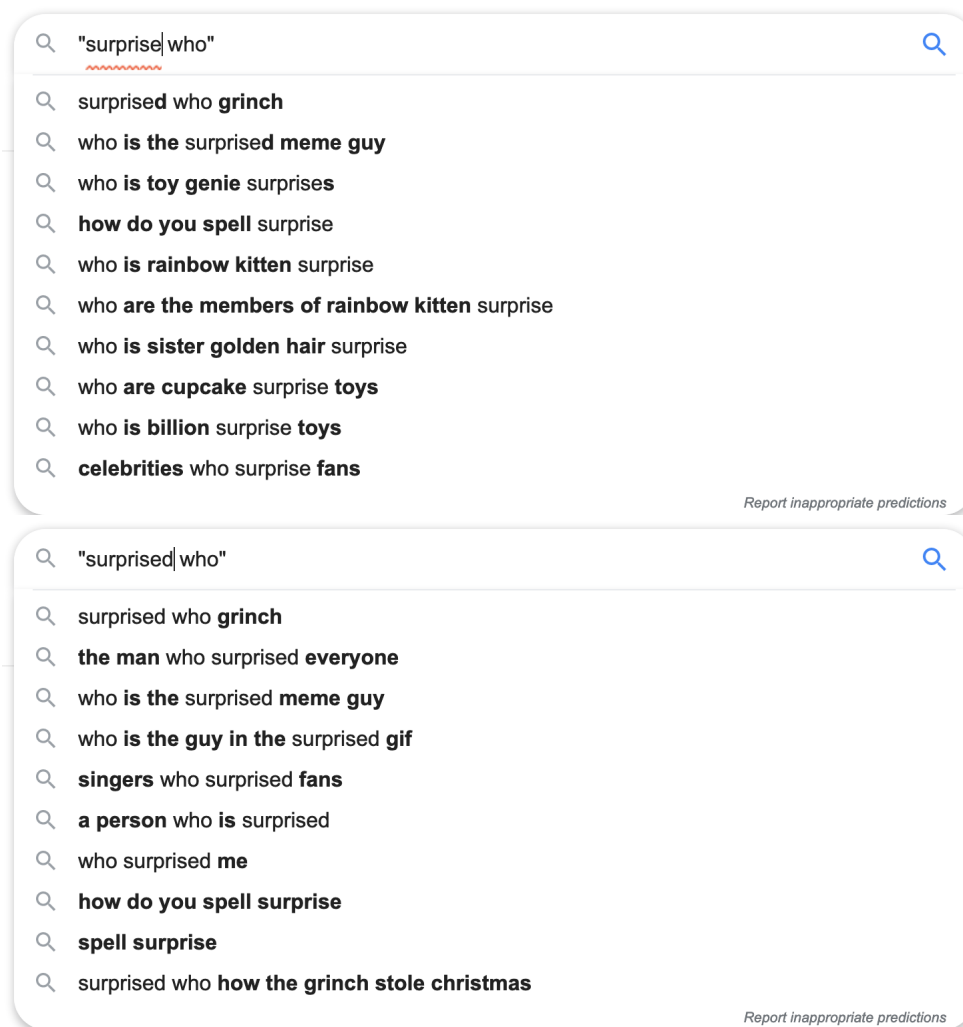 "surprise who"
surprised who grinch
who is the surprised meme guy
who is toy genie surprises
how do you spell surprise
who is rainbow kitten surprise
who are the members of rainbow kitten surprise
who is sister golden hair surprise
who are cupcake surprise toys
who is billion surprise toys
celebrities who surprise fans
Report inappropriate predictions
"surprised who"
surprised who grinch
the man who surprised everyone
who is the surprised meme guy
who is the guy in the surprised gif
singers who surprised fans
a person who is surprised
who surprised me
how do you spell surprise
spell surprise
surprised who how the grinch stole christmas
Report inappropriate predictions